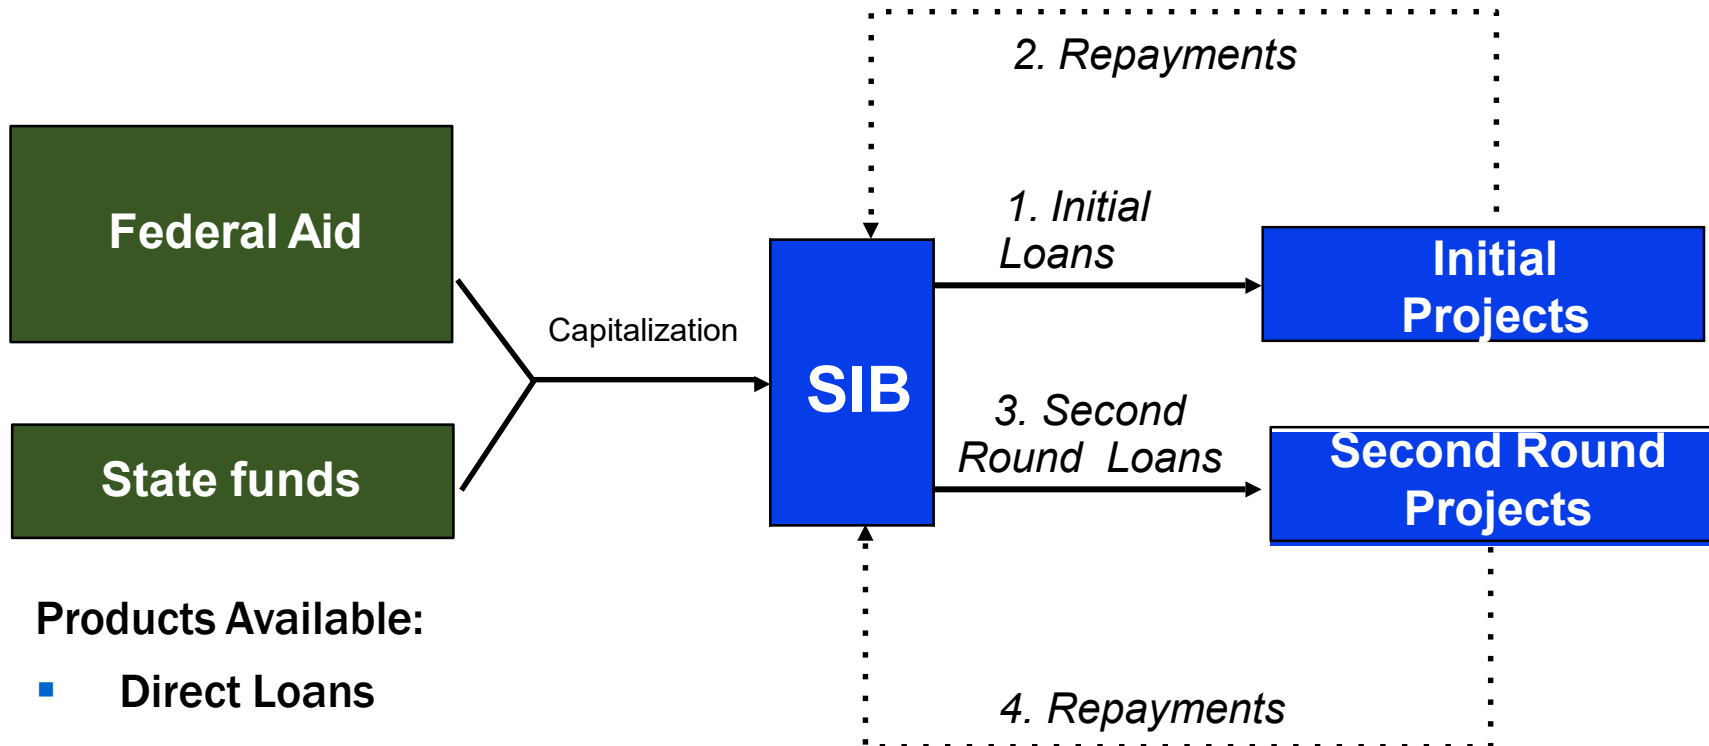 2. Repayments
Federal Aid
1. Initial
Loans
Initial
Projects
Capitalization
SIB
State funds
3. Second
Round Loans
Second Round
Projects
Products Available:
Direct Loans
4. Repayments